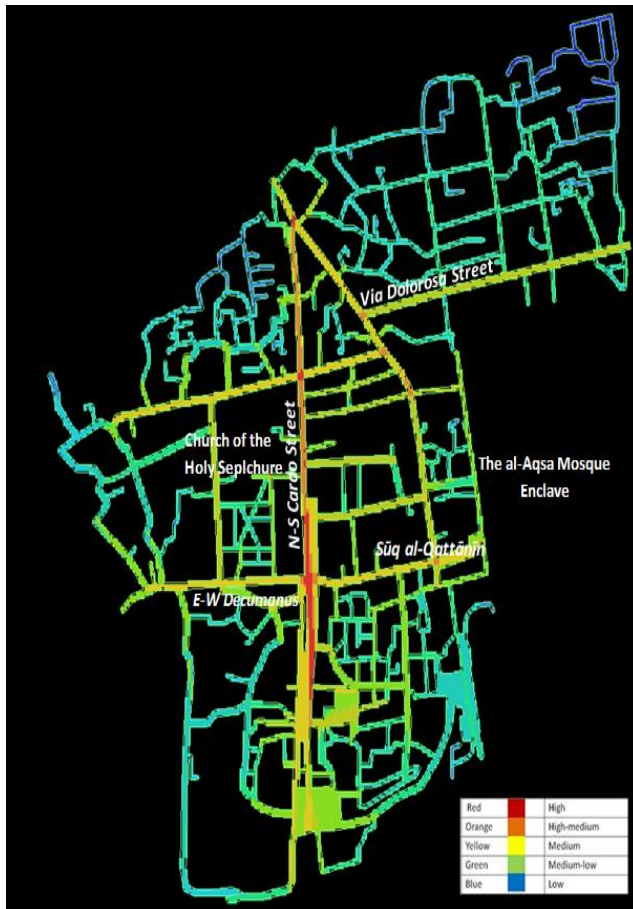 Via Dolorosa Street
N-S Cardo Street
Church of the
Holy Seplchure
The al-Aqsa Mosque
Enclave
Sūq al-Qattānīn
E-W Decumanus
Red High
Orange High-medium
Yellow Medium
Green Medium-low
Blue Low